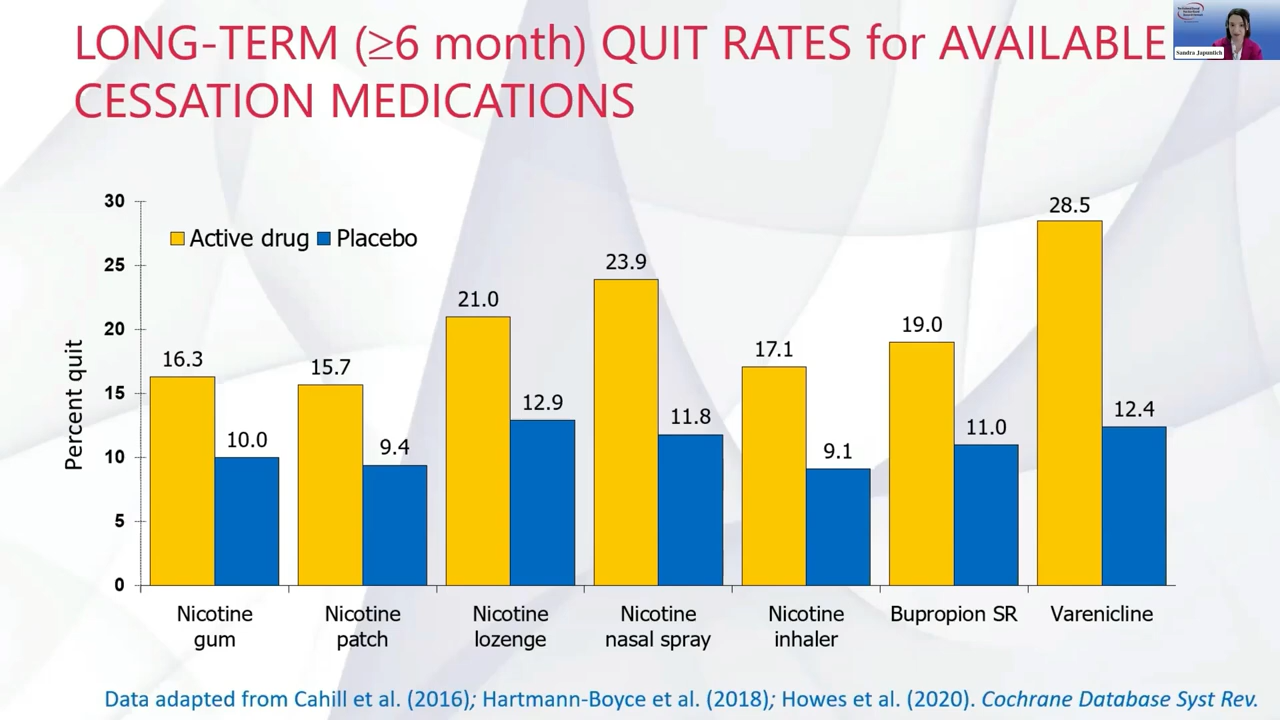 LONG-TERM (≥6 month) QUIT RATES for AVAILABLE
CESSATION MEDICATIONS
Sandra Japuntich
Percent quit
30
25
20
15
10
5
0
Active drug
Placebo
16.3
10.0
15.7
9.4
21.0
12.9
23.9
11.8
17.1
9.1
19.0
11.0
28.5
12.4
Nicotine
gum
Nicotine
patch
Nicotine
lozenge
Nicotine
nasal spray
Nicotine
inhaler
Bupropion SR
Varenicline
Data adapted from Cahill et al. (2016); Hartmann-Boyce et al. (2018); Howes et al. (2020). Cochrane Database Syst Rev.